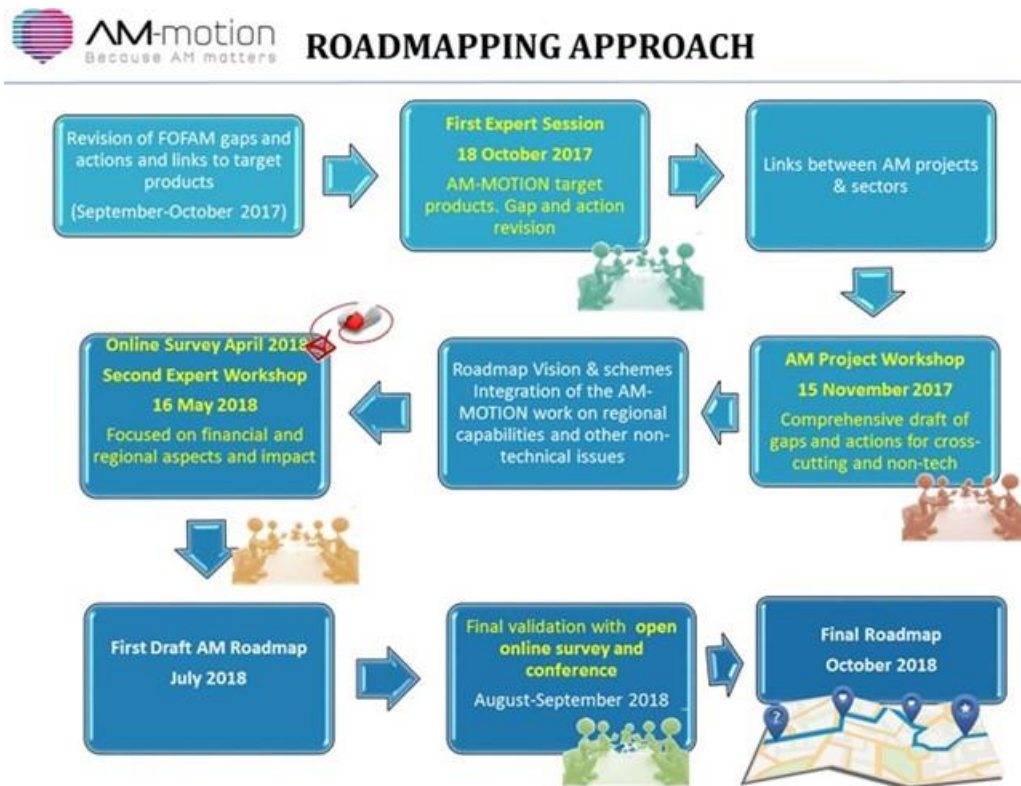 AM-motion
Because AM matters
ROADMAPPING APPROACH
Revision of FOFAM gaps and
actions and links to target
products
(September-October 2017)
First Expert Session
18 October 2017
AM-MOTION target
products. Gap and action
revision
Links between AM projects
& sectors
AM Project Workshop
15 November 2017
Comprehensive draft of
gaps and actions for cross-
cutting and non-tech
Roadmap Vision & schemes
Integration of the AM-
MOTION work on regional
capabilities and other non-
technical issues
Online Survey April 2018
Second Expert Workshop
16 May 2018
Focused on financial and
regional aspects and impact
First Draft AM Roadmap
July 2018
Final validation with open
online survey and
conference
August-September 2018
Final Roadmap
October 2018
?